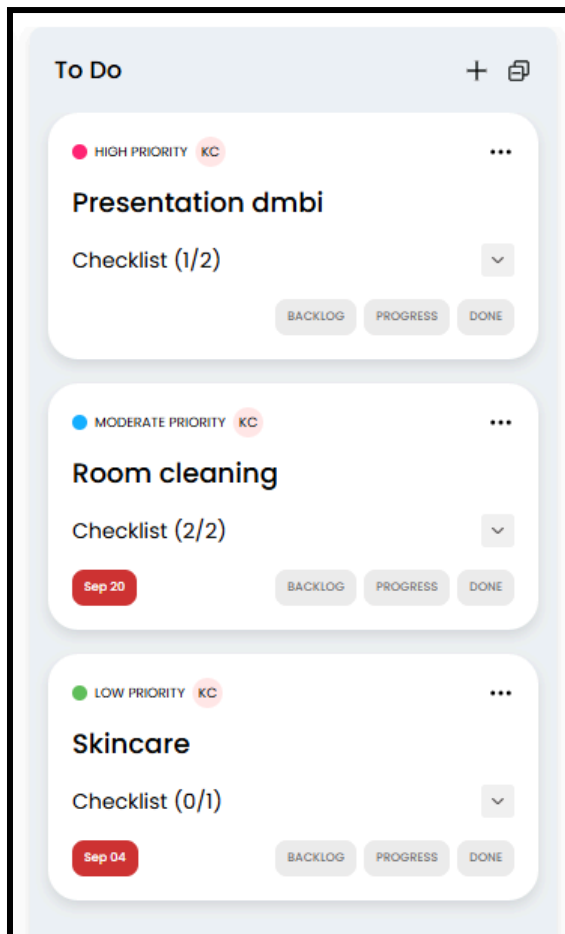 To Do
HIGH PRIORITY KC
Presentation dmbi
Checklist (1/2)
BACKLOG PROGRESS DONE
MODERATE PRIORITY KC
Room cleaning
Checklist (2/2)
Sep 20 BACKLOG PROGRESS DONE
LOW PRIORITY KC
Skincare
Checklist (0/1)
Sep 04 BACKLOG PROGRESS DONE